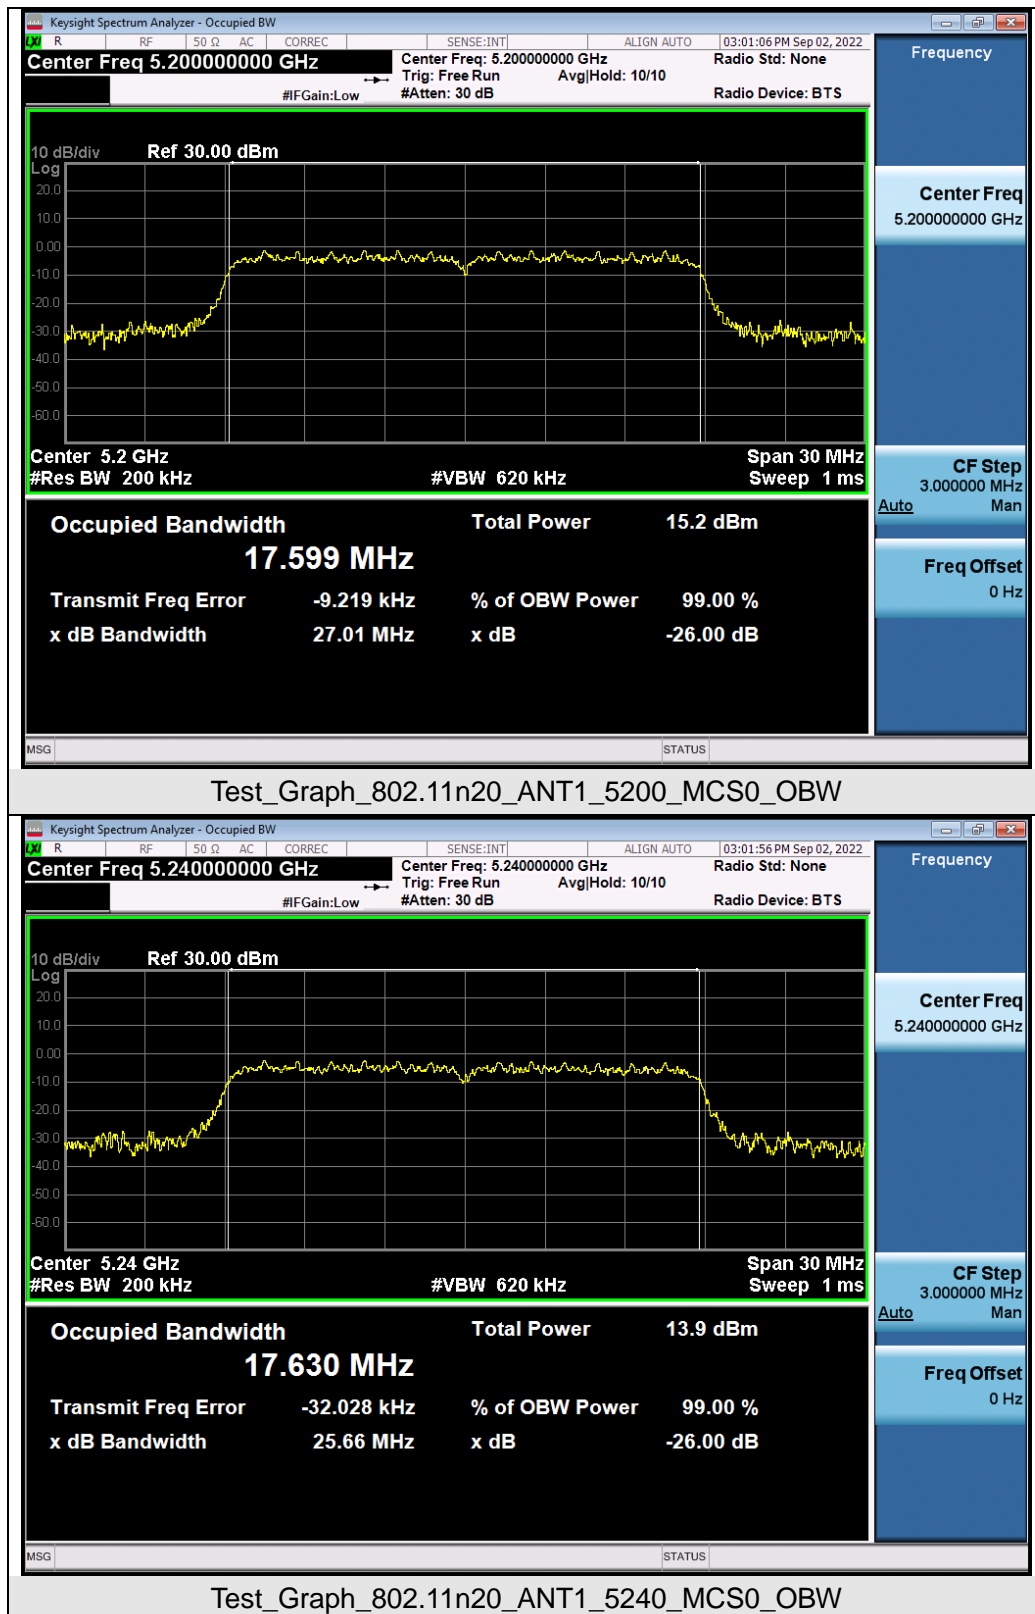 Keysight Spectrum Analyzer - Occupied BW
LXI R RF 50 Ω AC CORREC SENSE:INT ALIGN AUTO 03:01:06 PM Sep 02, 2022
Center Freq 5.200000000 GHz
Center Freq: 5.200000000 GHz
Radio Std: None
Trig: Free Run Avg|Hold: 10/10
#IFGain:Low
#Atten: 30 dB
Radio Device: BTS
Frequency
10 dB/div Ref 30.00 dBm
Log
20.0
10.0
0.00
-10.0
-20.0
-30.0
-40.0
-50.0
-60.0
Center 5.2 GHz Span 30 MHz
#Res BW 200 kHz #VBW 620 kHz Sweep 1 ms
Center Freq
5.200000000 GHz
CF Step
3.000000 MHz
Auto Man
Freq Offset
0 Hz
Occupied Bandwidth Total Power 15.2 dBm
17.599 MHz
Transmit Freq Error -9.219 kHz % of OBW Power 99.00 %
x dB Bandwidth 27.01 MHz x dB -26.00 dB
MSG STATUS
Test_Graph_802.11n20_ANT1_5200_MCS0_OBW
Keysight Spectrum Analyzer - Occupied BW
LXI R RF 50 Ω AC CORREC SENSE:INT ALIGN AUTO 03:01:56 PM Sep 02, 2022
Center Freq 5.240000000 GHz
Center Freq: 5.240000000 GHz
Radio Std: None
Trig: Free Run Avg|Hold: 10/10
#IFGain:Low
#Atten: 30 dB
Radio Device: BTS
Frequency
10 dB/div Ref 30.00 dBm
Log
20.0
10.0
0.00
-10.0
-20.0
-30.0
-40.0
-50.0
-60.0
Center 5.24 GHz Span 30 MHz
#Res BW 200 kHz #VBW 620 kHz Sweep 1 ms
Center Freq
5.240000000 GHz
CF Step
3.000000 MHz
Auto Man
Freq Offset
0 Hz
Occupied Bandwidth Total Power 13.9 dBm
17.630 MHz
Transmit Freq Error -32.028 kHz % of OBW Power 99.00 %
x dB Bandwidth 25.66 MHz x dB -26.00 dB
MSG STATUS
Test_Graph_802.11n20_ANT1_5240_MCS0_OBW